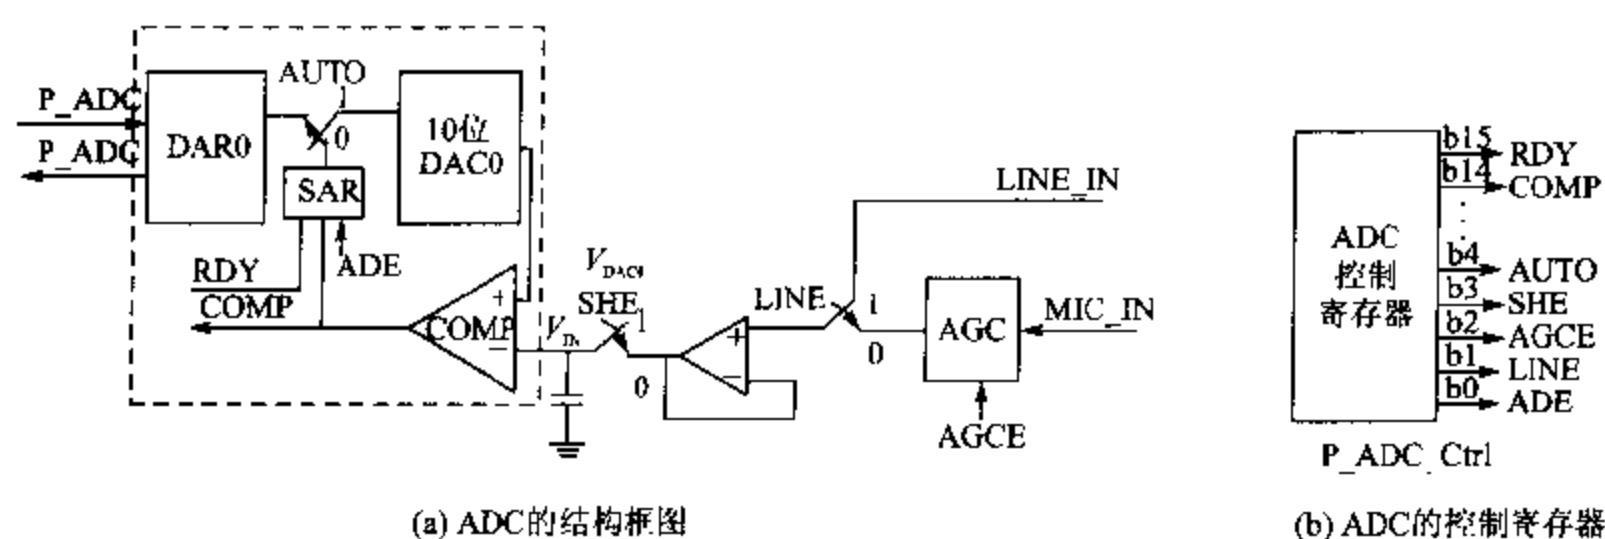 AUTO
P_ADC
P_ADC
DAR0
0
10位
DAC0
SAR
RDY
COMP
ADE
COMP
+
−
SHE
1
0
+
−
LINE
LINE_IN
1
0
AGC
MIC_IN
AGCE
(a) ADC的结构框图
ADC
控制
寄存器
b15 RDY
b14 COMP
b4 AUTO
b3 SHE
b2 AGCE
b1 LINE
b0 ADE
P_ADC_Ctrl
(b) ADC的控制寄存器